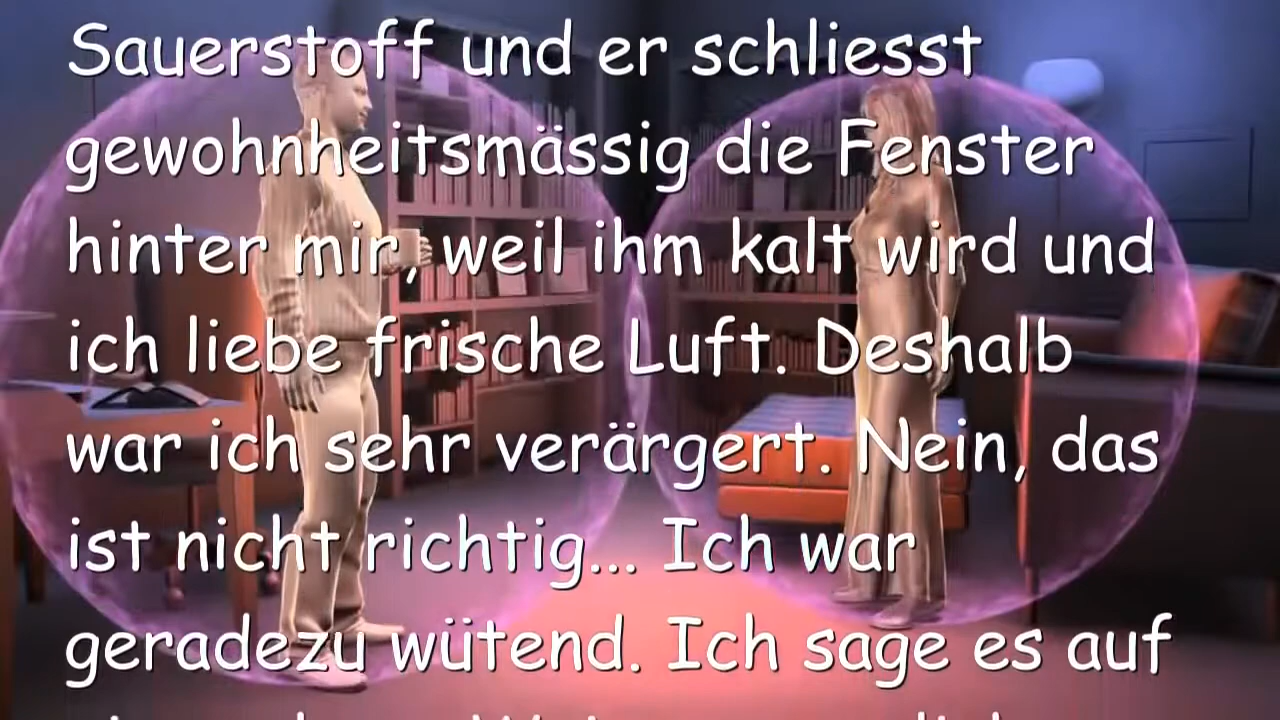 Sauerstoff und er schliesst
gewohnheitsmässig die Fenster
hinter mir, weil ihm kalt wird und
ich liebe frische Luft. Deshalb
war ich sehr verärgert. Nein, das
ist nicht richtig... Ich war
geradezu wütend. Ich sage es auf